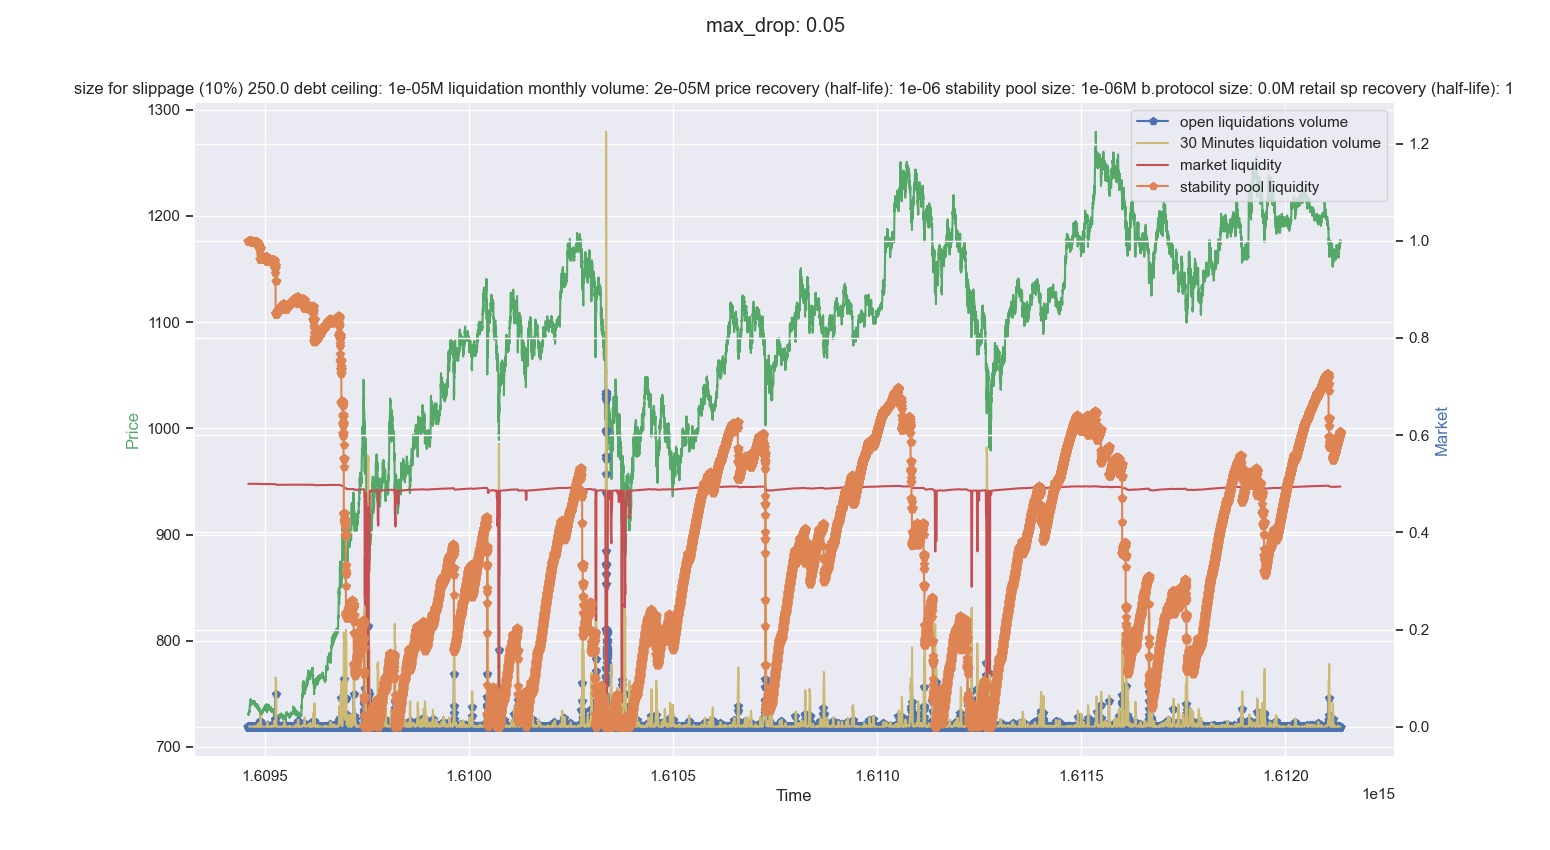 max_drop: 0.05
size for slippage (10%) 250.0 debt ceiling: 1e-05M liquidation monthly volume: 2e-05M price recovery (half-life): 1e-06 stability pool size: 1e-06M b.protocol size: 0.0M retail sp recovery (half-life): 1
open liquidations volume
30 Minutes liquidation volume
market liquidity
stability pool liquidity
1300
1200
1100
1000
900
800
700
Price
1.2
1.0
0.8
0.6
0.4
0.2
0.0
Market
1.6095 1.6100 1.6105 1.6110 1.6115 1.6120
1e15
Time